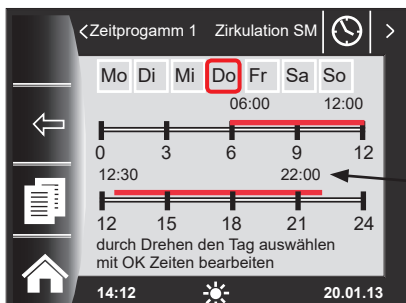 <Zeitprogamm 1 Zirkulation SM >
Mo Di Mi Do Fr Sa So
06:00 12:00
0 3 6 9 12
12:30 22:00
12 15 18 21 24
durch Drehen den Tag auswählen
mit OK Zeiten bearbeiten
14:12 20.01.13